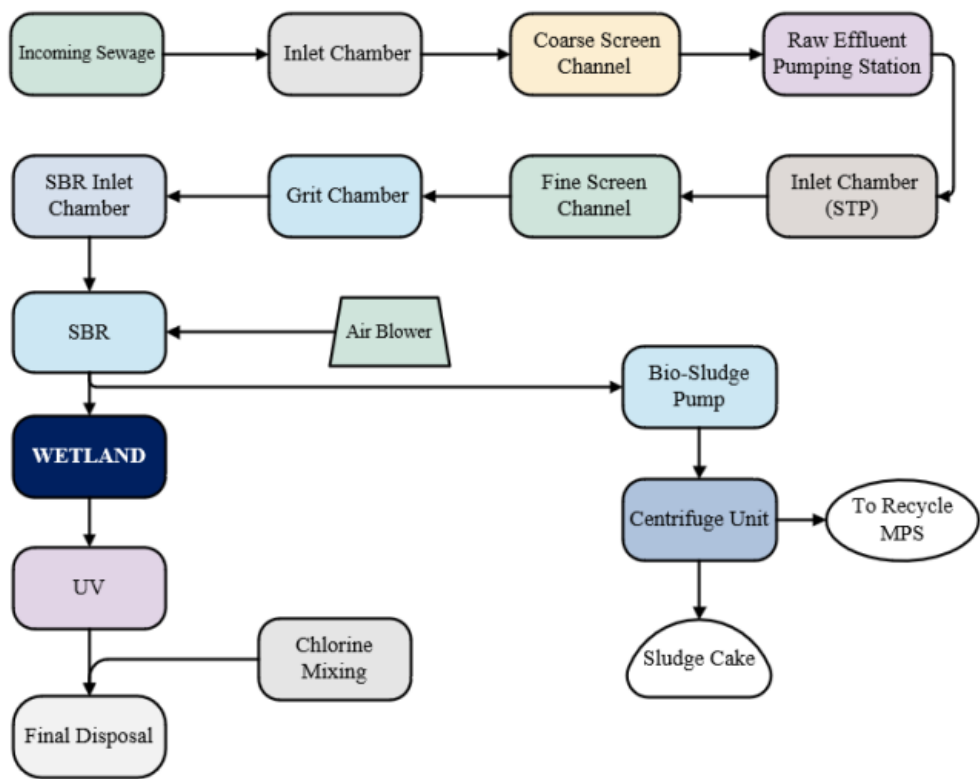 Incoming Sewage
Inlet Chamber
Coarse Screen
Channel
Raw Effluent
Pumping Station
SBR Inlet
Chamber
Grit Chamber
Fine Screen
Channel
Inlet Chamber
(STP)
SBR
Air Blower
Bio-Sludge
Pump
WETLAND
Centrifuge Unit
To Recycle
MPS
UV
Chlorine
Mixing
Sludge Cake
Final Disposal